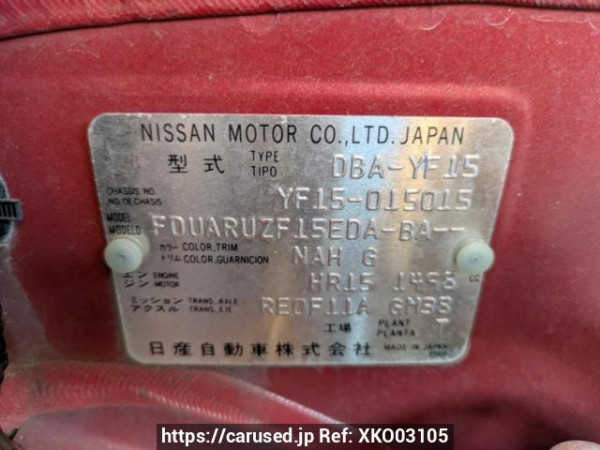 NISSAN MOTOR CO.,LTD. JAPAN
型式 TYPE TIPO DBA-YF15
CHASSIS NO. NO. DE CHASIS YF15-015015
MODEL MODELO FDUARUZF15EDA-BA--
カラー COLOR, TRIM
トリム COLOR, GUARNICION NAH G
エンジン ENGINE MOTOR HR15 1498 CC
ミッション TRANS. AXLE
アクスル TRANS. EJE REOF11A GM38
工場 PLANT PLANTA T
日産自動車株式会社 MADE IN JAPAN
https://carused.jp Ref: XKO03105